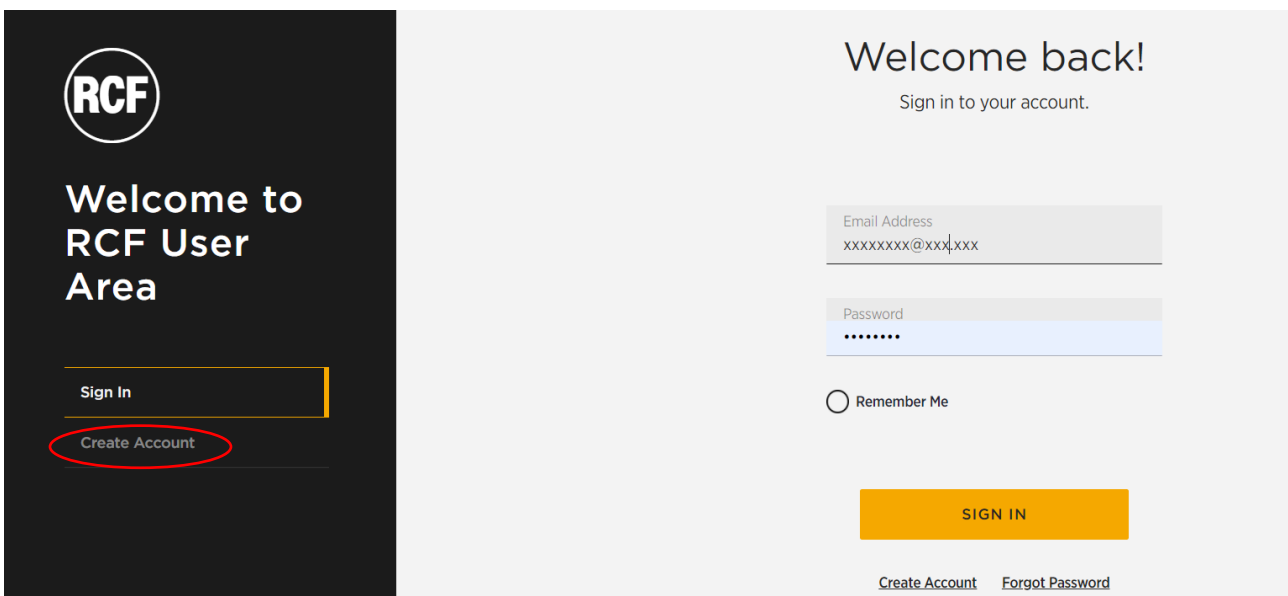 RCF
Welcome to
RCF User
Area
Sign In
Create Account
Welcome back!
Sign in to your account.
Email Address
xxxxxxxx@xxx.xxx
Password
••••••••
Remember Me
SIGN IN
Create Account Forgot Password